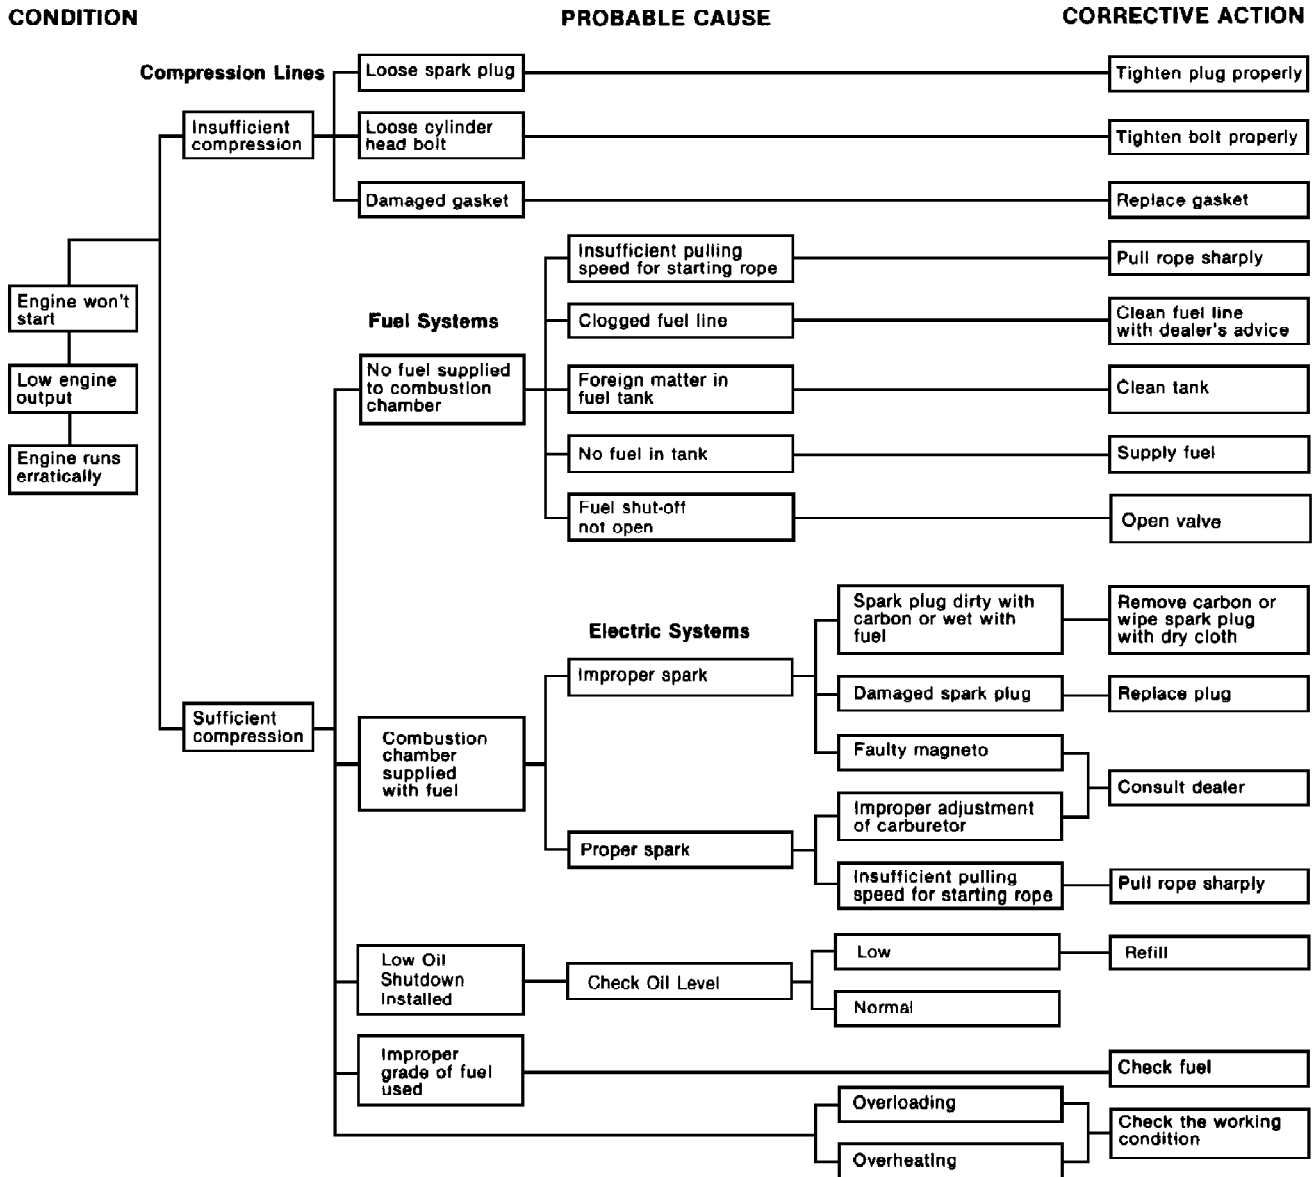 CONDITION
PROBABLE CAUSE
CORRECTIVE ACTION
Compression Lines
Loose spark plug
Tighten plug properly
Insufficient
compression
Loose cylinder
head bolt
Tighten bolt properly
Damaged gasket
Replace gasket
Engine won't
start
Low engine
output
Engine runs
erratically
Fuel Systems
No fuel supplied
to combustion
chamber
Insufficient pulling
speed for starting rope
Pull rope sharply
Clogged fuel line
Clean fuel line
with dealer's advice
Foreign matter in
fuel tank
Clean tank
No fuel in tank
Supply fuel
Fuel shut-off
not open
Open valve
Sufficient
compression
Electric Systems
Combustion
chamber
supplied
with fuel
Improper spark
Spark plug dirty with
carbon or wet with
fuel
Remove carbon or
wipe spark plug
with dry cloth
Damaged spark plug
Replace plug
Faulty magneto
Consult dealer
Proper spark
Improper adjustment
of carburetor
Insufficient pulling
speed for starting rope
Pull rope sharply
Low Oil
Shutdown
Installed
Check Oil Level
Low
Refill
Normal
Improper
grade of fuel
used
Check fuel
Overloading
Check the working
condition
Overheating